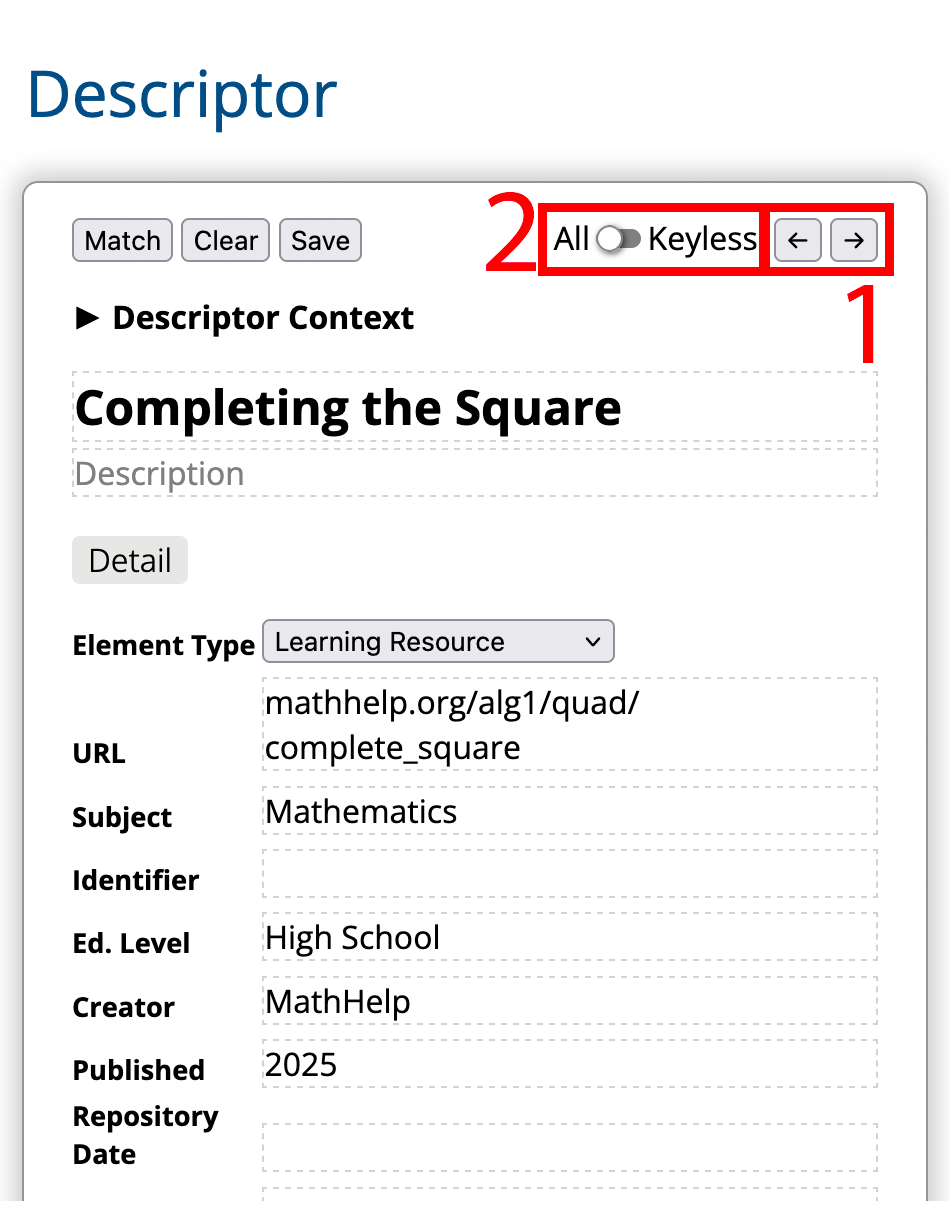 Descriptor
Match Clear Save 2 All Keyless ← →
1
▶ Descriptor Context
Completing the Square
Description
Detail
Element Type Learning Resource
mathhelp.org/alg1/quad/
URL complete_square
Subject Mathematics
Identifier
Ed. Level High School
Creator MathHelp
Published 2025
Repository
Date